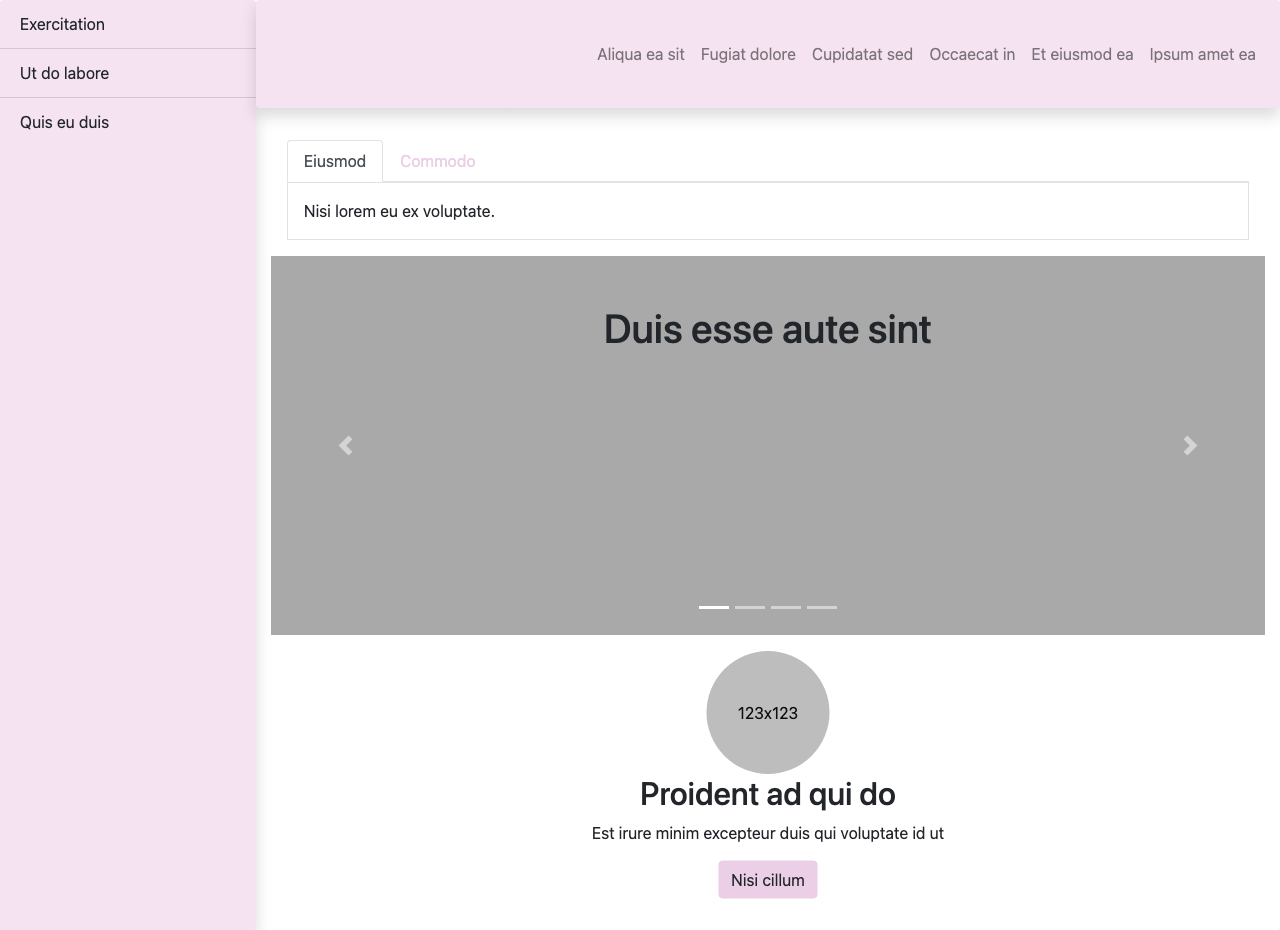 Exercitation
Ut do labore
Quis eu duis
Aliqua ea sit Fugiat dolore Cupidatat sed Occaecat in Et eiusmod ea Ipsum amet ea
Eiusmod Commodo
Nisi lorem eu ex voluptate.
Duis esse aute sint
123x123
Proident ad qui do
Est irure minim excepteur duis qui voluptate id ut
Nisi cillum